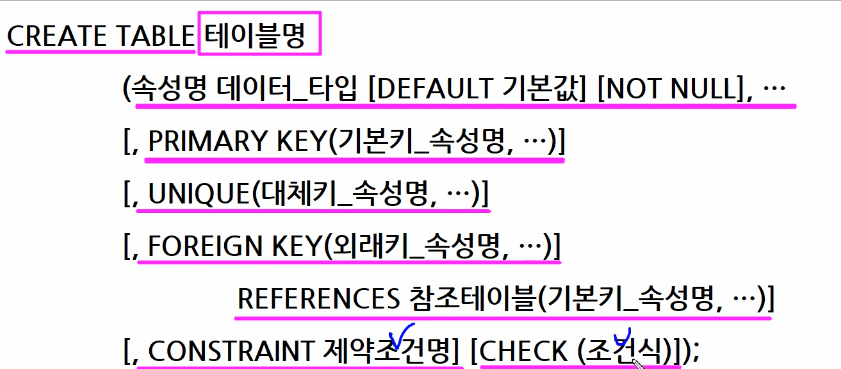 CREATE TABLE 테이블명
(속성명 데이터_타입 [DEFAULT 기본값] [NOT NULL], …
[, PRIMARY KEY(기본키_속성명, …)]
[, UNIQUE(대체키_속성명, …)]
[, FOREIGN KEY(외래키_속성명, …)]
REFERENCES 참조테이블(기본키_속성명, …)]
[, CONSTRAINT 제약조건명] [CHECK (조건식)]);